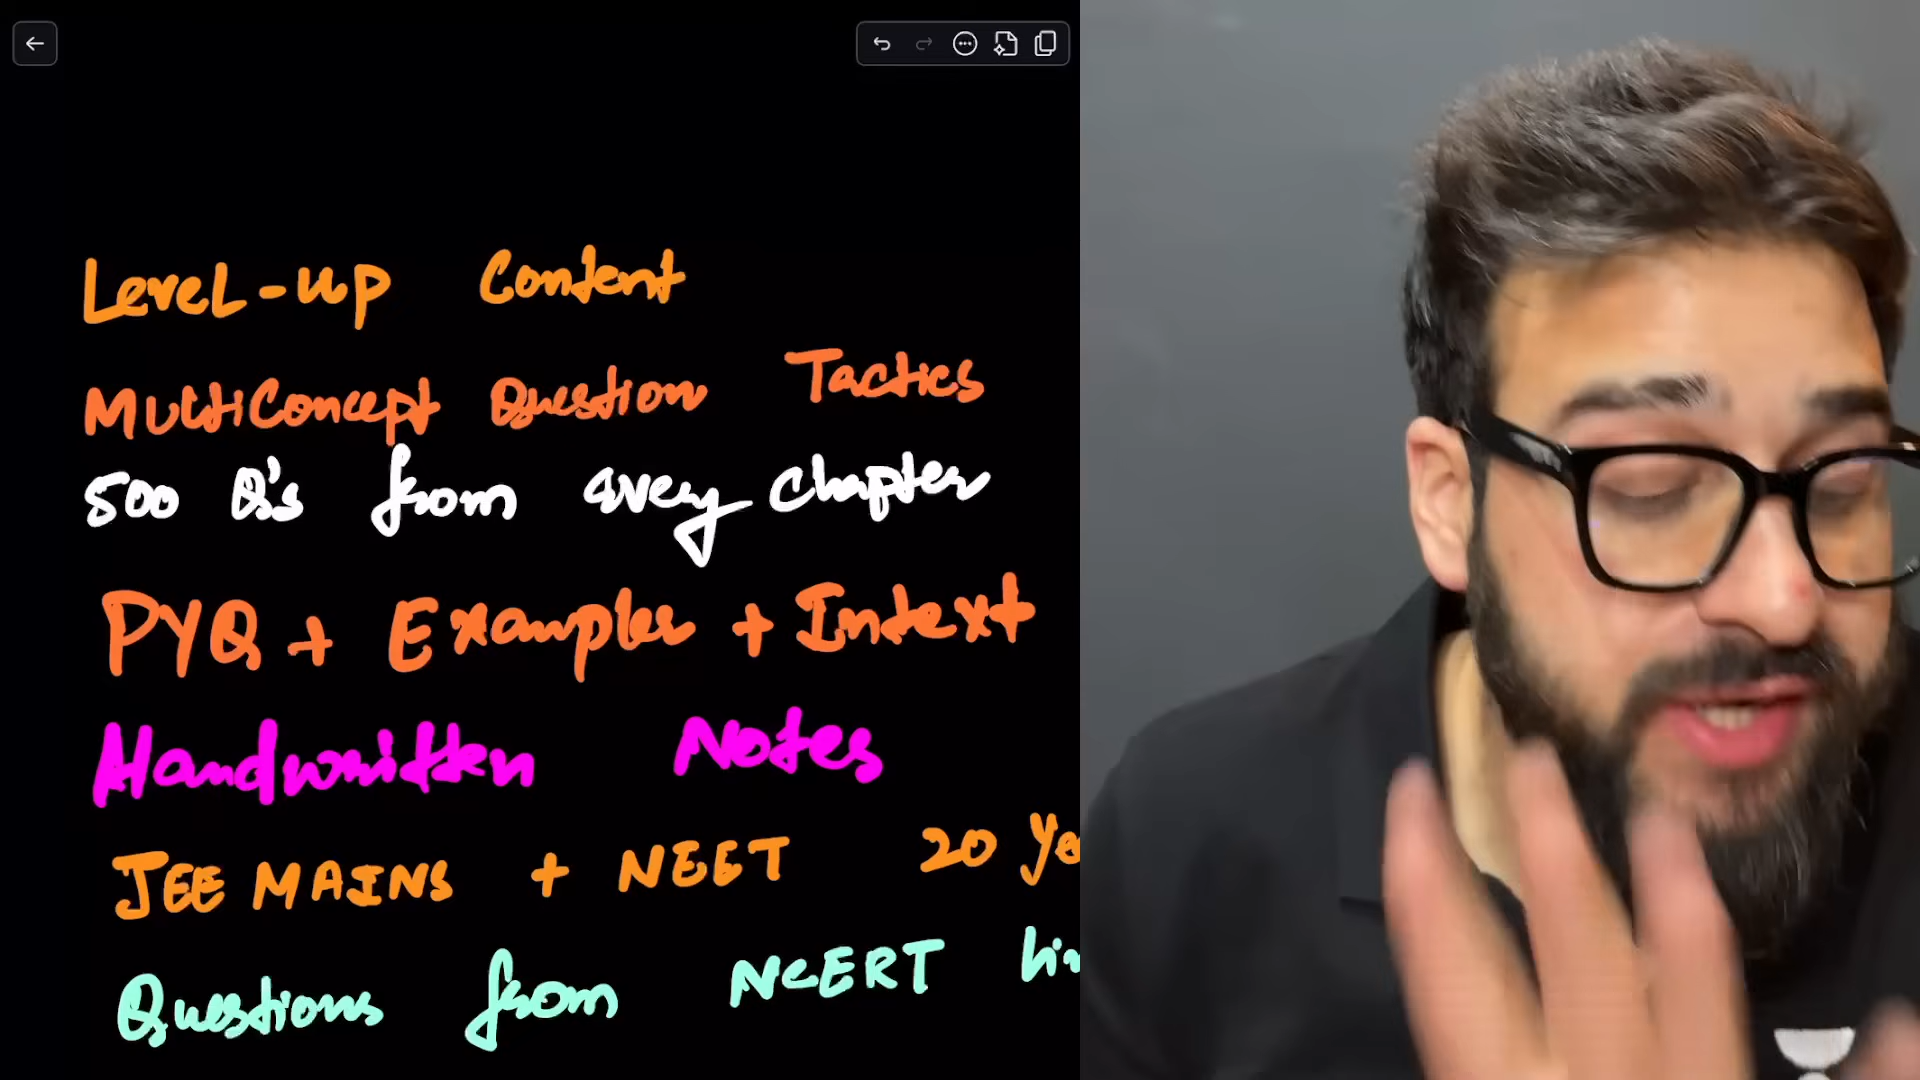 Level-up Content
MultiConcept Question Tactics
500 Q's from every chapter
PYQ + Examples + Intext
Handwritten Notes
JEE MAINS + NEET 20
Questions from NCERT